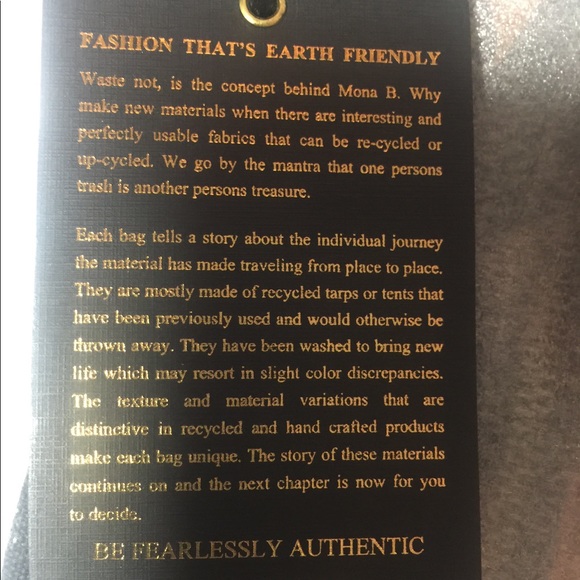 FASHION THAT'S EARTH FRIENDLY
Waste not, is the concept behind Mona B. Why
make new materials when there are interesting and
perfectly usable fabrics that can be re-cycled or
up-cycled. We go by the mantra that one persons
trash is another persons treasure.
Each bag tells a story about the individual journey
the material has made traveling from place to place.
They are mostly made of recycled tarps or tents that
have been previously used and would otherwise be
thrown away. They have been washed to bring new
life which may resort in slight color discrepancies.
The texture and material variations that are
distinctive in recycled and hand crafted products
make each bag unique. The story of these materials
continues on and the next chapter is now for you
to decide.
BE FEARLESSLY AUTHENTIC